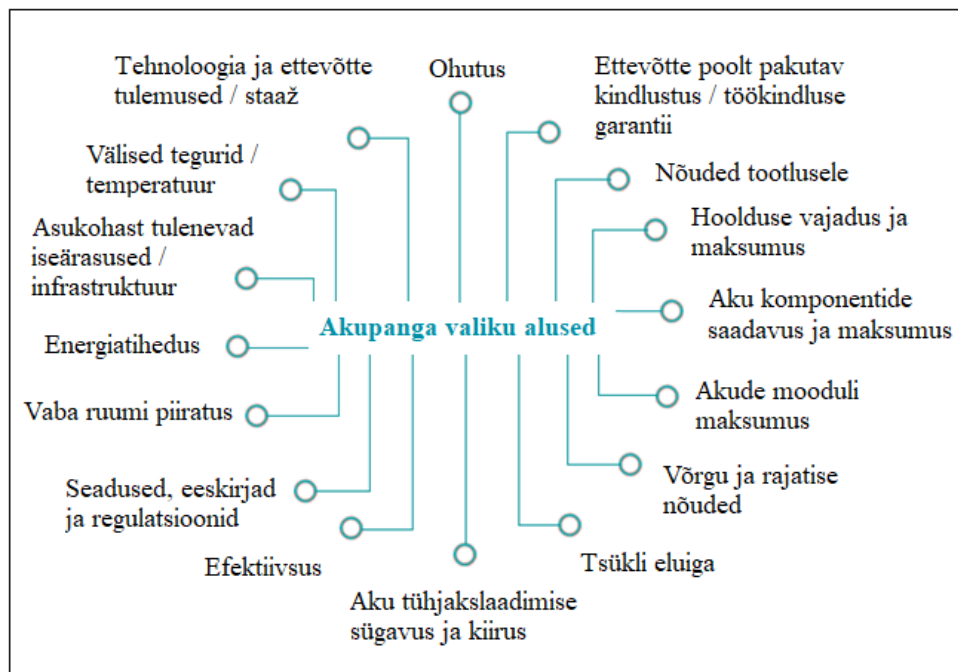 Tehnoloogia ja ettevõtte
tulemused / staaž
Ohutus
Ettevõtte poolt pakutav
kindlustus / töökindluse
garantii
Välised tegurid /
temperatuur
Nõuded tootlusele
Asukohast tulenevad
iseärasused /
infrastruktuur
Hoolduse vajadus ja
maksumus
Akupanga valiku alused
Aku komponentide
saadavus ja maksumus
Energiatihedus
Vaba ruumi piiratus
Akude mooduli
maksumus
Seadused, eeskirjad
ja regulatsioonid
Võrgu ja rajatise
nõuded
Efektiivsus
Aku tühjakslaadimise
sügavus ja kiirus
Tsükli eluiga